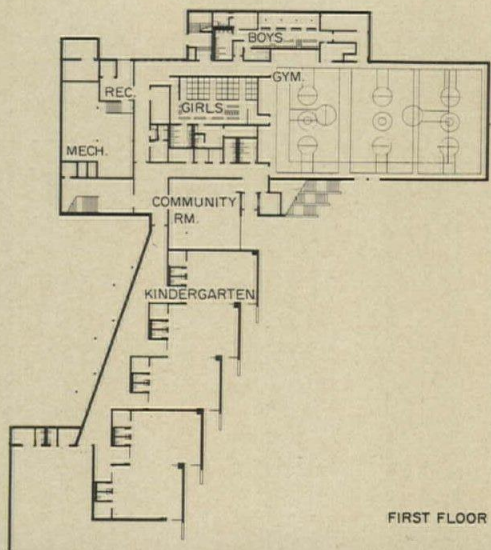 BOYS
GYM.
REC.
GIRLS
MECH.
COMMUNITY
RM.
KINDERGARTEN
FIRST FLOOR